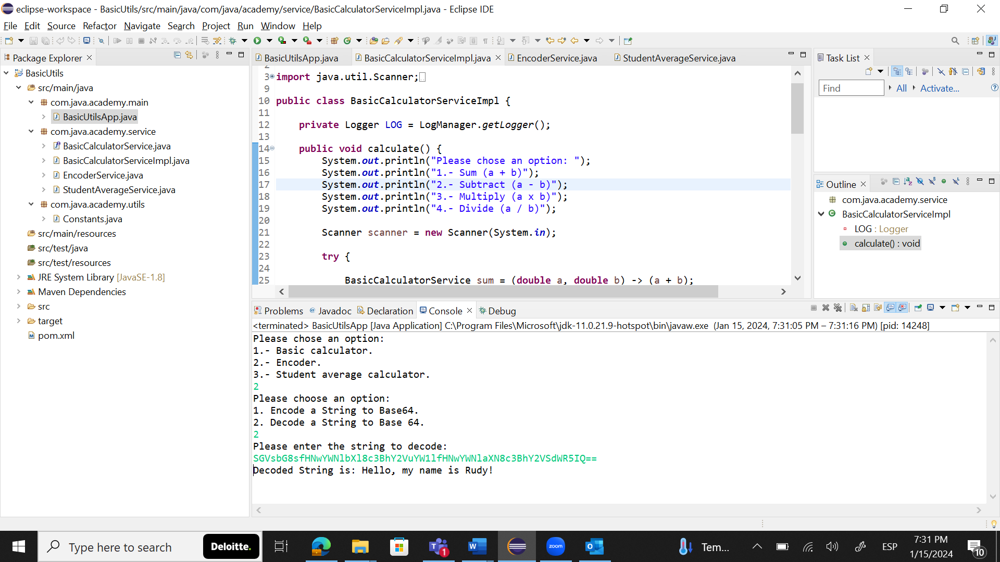 eclipse-workspace - BasicUtils/src/main/java/com/java/academy/service/BasicCalculatorServiceImpl.java - Eclipse IDE
File Edit Source Refactor Navigate Search Project Run Window Help
Package Explorer
BasicUtils
src/main/java
com.java.academy.main
BasicUtilsApp.java
com.java.academy.service
BasicCalculatorService.java
BasicCalculatorServiceImpl.java
EncoderService.java
StudentAverageService.java
com.java.academy.utils
Constants.java
src/main/resources
src/test/java
src/test/resources
JRE System Library [JavaSE-1.8]
Maven Dependencies
src
target
pom.xml
BasicUtilsApp.java BasicCalculatorServiceImpl.java EncoderService.java StudentAverageService.java
2
3 import java.util.Scanner;
9
10 public class BasicCalculatorServiceImpl {
11
12 private Logger LOG = LogManager.getLogger();
13
14 public void calculate() {
15 System.out.println("Please chose an option: ");
16 System.out.println("1.- Sum (a + b)");
17 System.out.println("2.- Subtract (a - b)");
18 System.out.println("3.- Multiply (a x b)");
19 System.out.println("4.- Divide (a / b)");
20
21 Scanner scanner = new Scanner(System.in);
22
23 try {
24
25 BasicCalculatorService sum = (double a, double b) -> (a + b);
Task List
Find All Activate...
Outline
com.java.academy.service
BasicCalculatorServiceImpl
LOG : Logger
calculate() : void
Problems Javadoc Declaration Console Debug
<terminated> BasicUtilsApp [Java Application] C:\Program Files\Microsoft\jdk-11.0.21.9-hotspot\bin\javaw.exe (Jan 15, 2024, 7:31:05 PM – 7:31:16 PM) [pid: 14248]
Please chose an option:
1.- Basic calculator.
2.- Encoder.
3.- Student average calculator.
2
Please choose an option:
1. Encode a String to Base64.
2. Decode a String to Base 64.
2
Please enter the string to decode:
SGVsbG8sfHNwYWNlbXl8c3BhY2VuYW1lfHNwYWNlaXN8c3BhY2VSdWR5IQ==
Decoded String is: Hello, my name is Rudy!
Type here to search
Deloitte.
1
zoom
Tem...
ESP
7:31 PM
1/15/2024
10